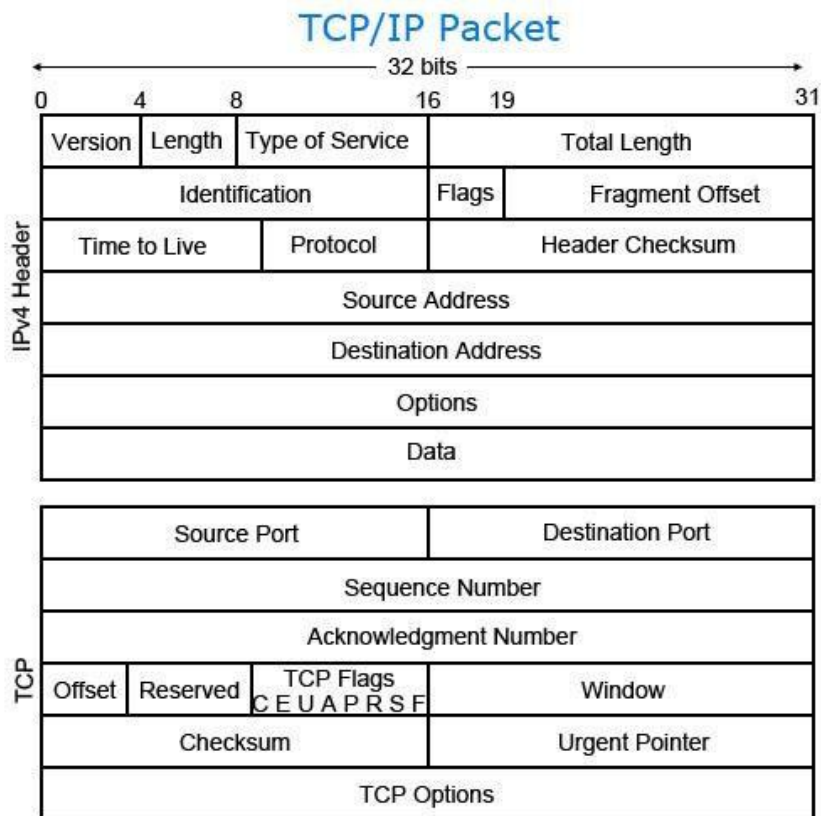 TCP/IP Packet
32 bits
0 4 8 16 19 31
Version Length Type of Service Total Length
Identification Flags Fragment Offset
Time to Live Protocol Header Checksum
Source Address
Destination Address
Options
Data
IPv4 Header
Source Port Destination Port
Sequence Number
Acknowledgment Number
Offset Reserved TCP Flags Window
C E U A P R S F
Checksum Urgent Pointer
TCP Options
TCP